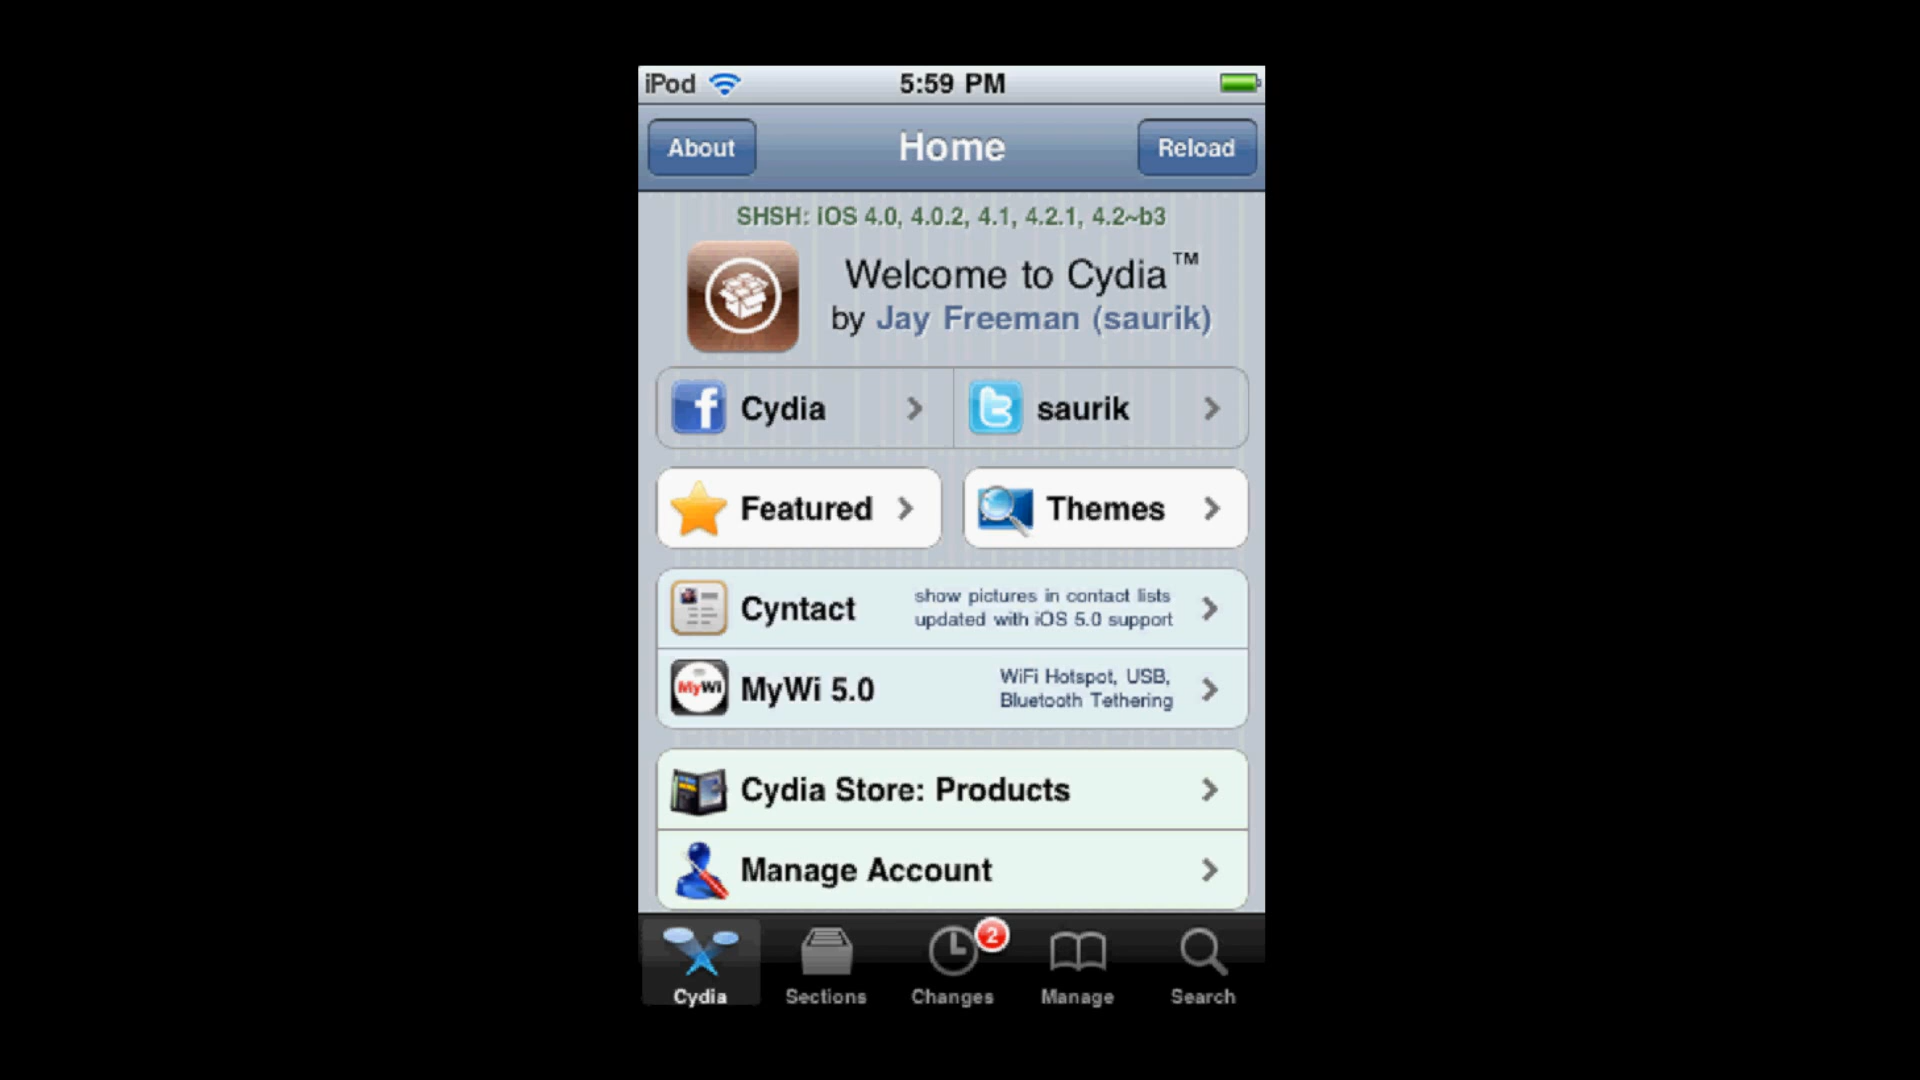 iPod 5:59 PM
About Home Reload
SHSH: iOS 4.0, 4.0.2, 4.1, 4.2.1, 4.2~b3
Welcome to Cydia™
by Jay Freeman (saurik)
Cydia saurik
Featured Themes
Cyntact show pictures in contact lists
updated with iOS 5.0 support
MyWi MyWi 5.0 WiFi Hotspot, USB,
Bluetooth Tethering
Cydia Store: Products
Manage Account
2
Cydia Sections Changes Manage Search